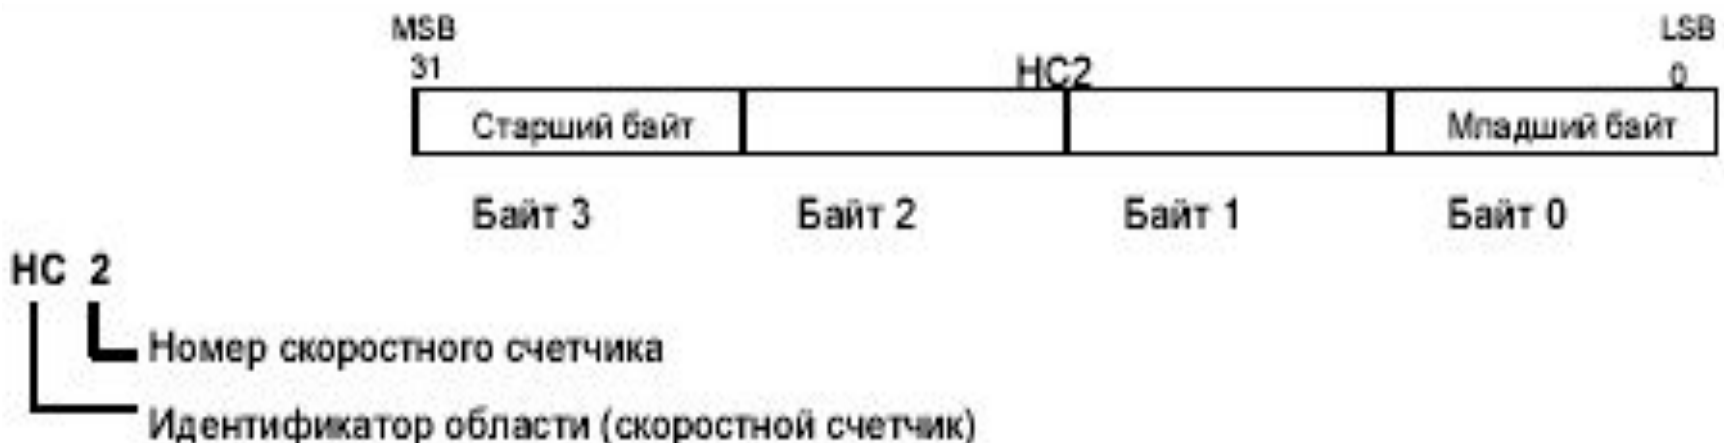 MSB LSB
31 HC2 0
Старший байт Младший байт
Байт 3 Байт 2 Байт 1 Байт 0
HC 2
Номер скоростного счетчика
Идентификатор области (скоростной счетчик)